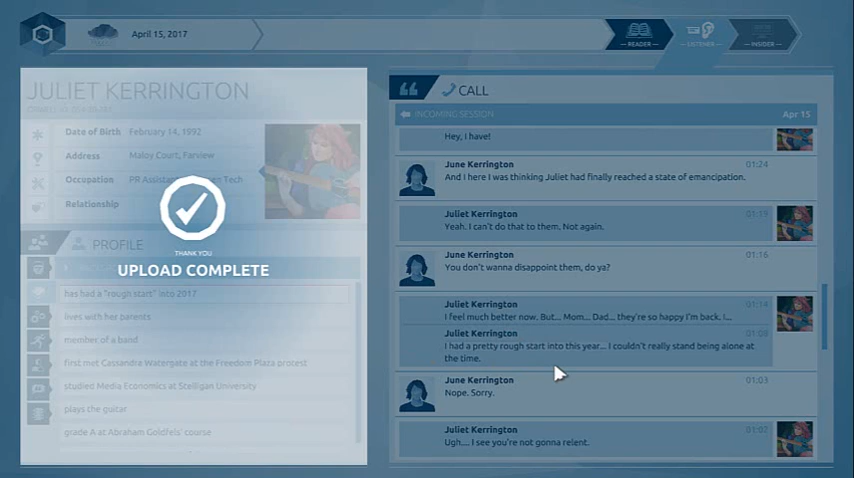 April 15, 2017
READER
LISTENER
INSIDER
JULIET KERRINGTON
Date of Birth February 14, 1992
Address Maloy Court, Farview
Occupation PR Assistant Tech
Relationship
THANK YOU
UPLOAD COMPLETE
PROFILE
has had a "rough start" into 2017
lives with her parents
member of a band
first met Cassandra Watergate at the Freedom Plaza protest
studied Media Economics at Stelligan University
plays the guitar
grade A at Abraham Goldfels' course
CALL
INCOMING SESSION Apr 15
Hey, I have!
June Kerrington 01:24
And I here I was thinking Juliet had finally reached a state of emancipation.
Juliet Kerrington 01:19
Yeah. I can't do that to them. Not again.
June Kerrington 01:16
You don't wanna disappoint them, do ya?
Juliet Kerrington 01:14
I feel much better now. But... Mom... Dad... they're so happy I'm back. I...
Juliet Kerrington 01:09
I had a pretty rough start into this year... I couldn't really stand being alone at
the time.
June Kerrington 01:03
Nope. Sorry.
Juliet Kerrington 01:02
Ugh.... I see you're not gonna relent.